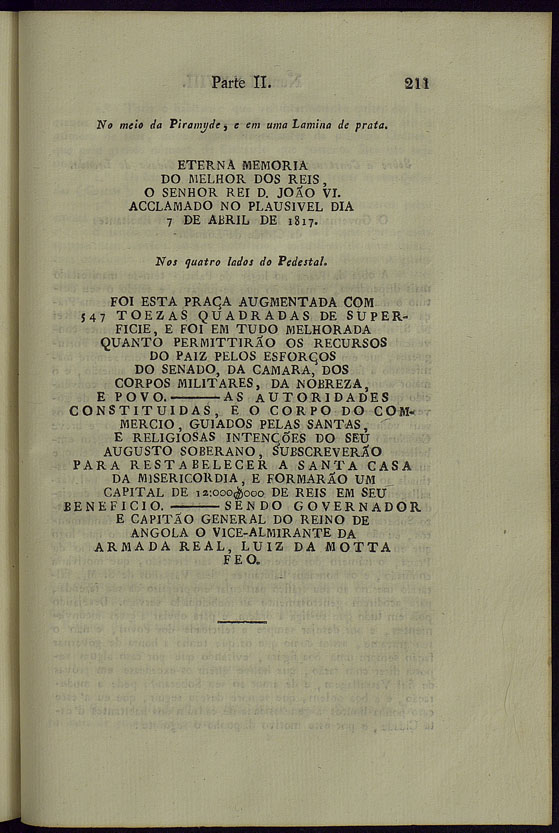 Parte II. 211
No meio da Piramyde, e em uma Lamina de prata.
ETERNA MEMORIA
DO MELHOR DOS REIS,
O SENHOR REI D. JOÃO VI.
ACCLAMADO NO PLAUSIVEL DIA
7 DE ABRIL DE 1817.
Nos quatro lados do Pedestal.
FOI ESTA PRAÇA AUGMENTADA COM
547 TOEZAS QUADRADAS DE SUPER-
FICIE, E FOI EM TUDO MELHORADA
QUANTO PERMITTIRÃO OS RECURSOS
DO PAIZ PELOS ESFORÇOS
DO SENADO, DA CAMARA, DOS
CORPOS MILITARES, DA NOBREZA,
E POVO.———AS AUTORIDADES
CONSTITUIDAS, E O CORPO DO COM-
MERCIO, GUIADOS PELAS SANTAS,
E RELIGIOSAS INTENÇÕES DO SEU
AUGUSTO SOBERANO, SUBSCREVERÃO
PARA RESTABELECER A SANTA CASA
DA MISERICORDIA, E FORMARÃO UM
CAPITAL DE 12:000$000 DE REIS EM SEU
BENEFICIO.———SENDO GOVERNADOR
E CAPITÃO GENERAL DO REINO DE
ANGOLA O VICE-ALMIRANTE DA
ARMADA REAL, LUIZ DA MOTTA
FEO.